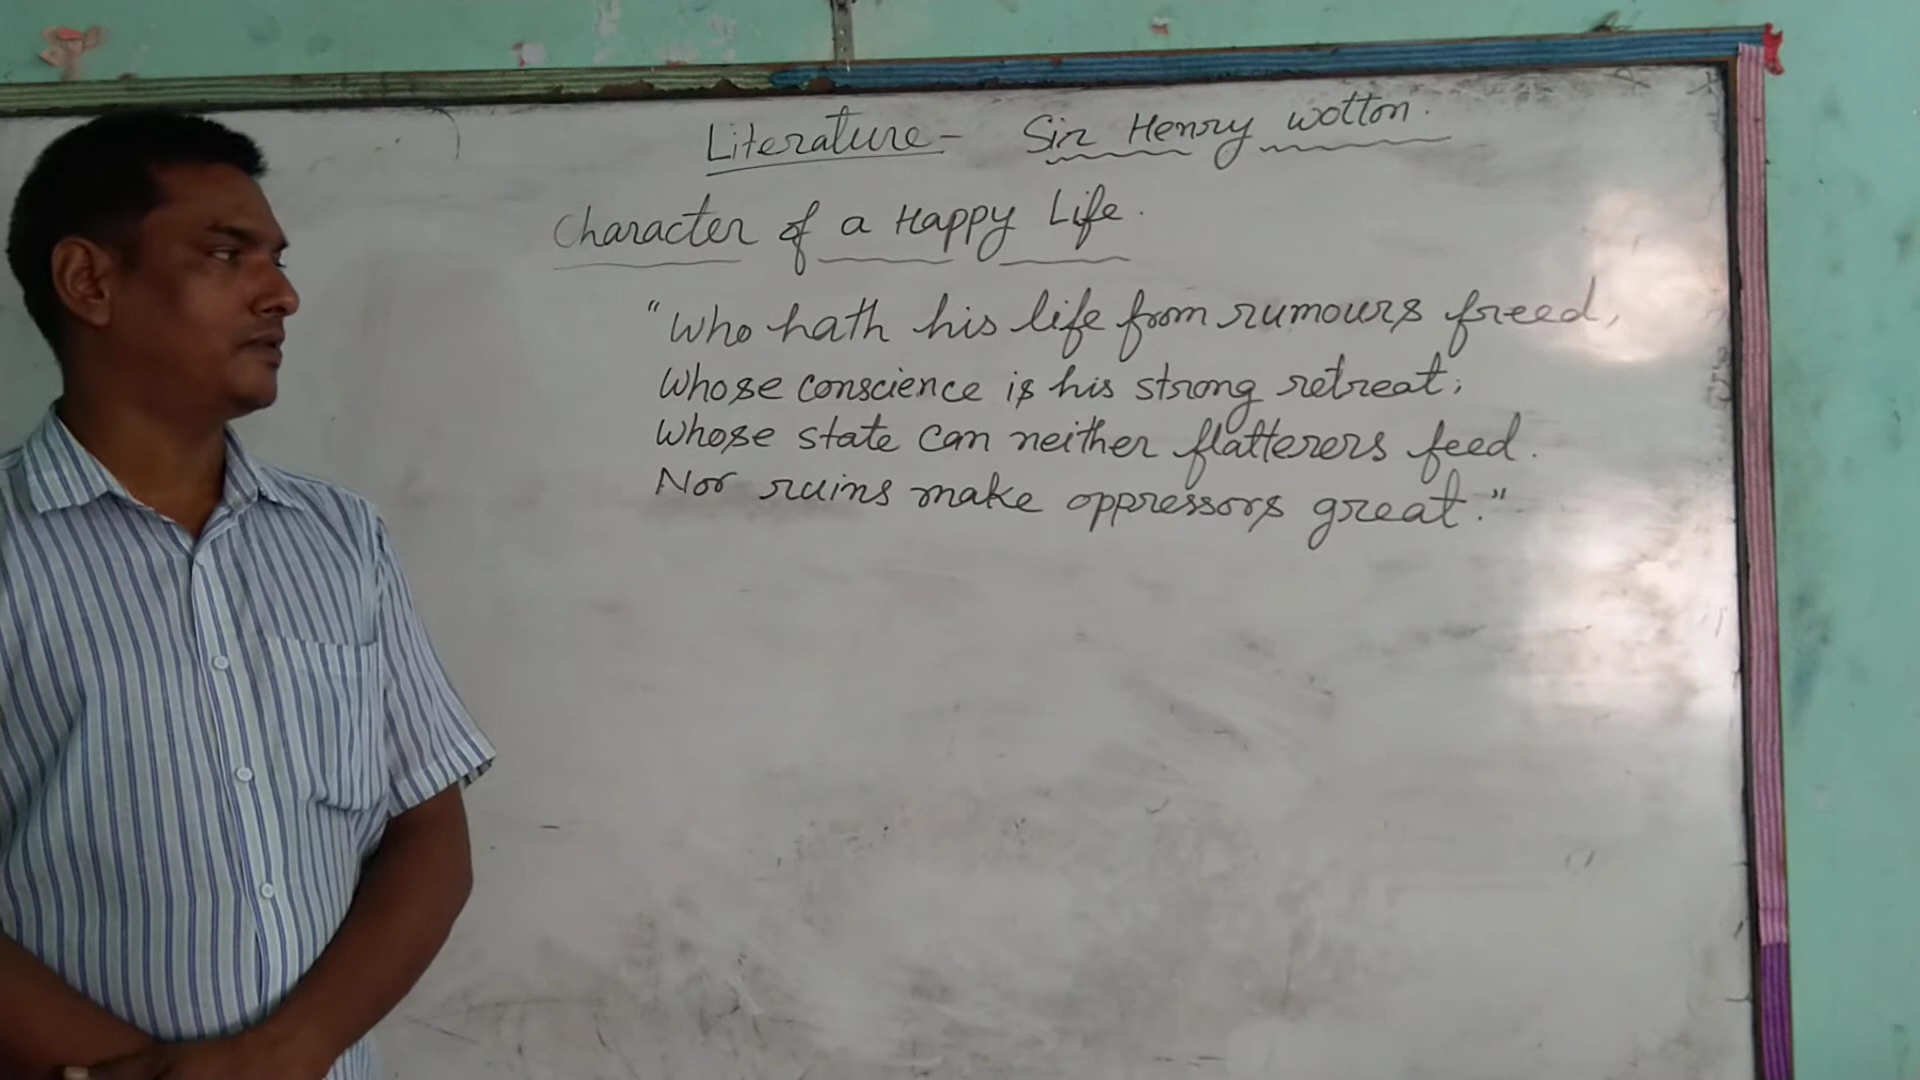 Literature - Sir Henry Wotton.
Character of a Happy Life.
"Who hath his life from rumours freed,
Whose conscience is his strong retreat;
Whose state can neither flatterers feed.
Nor ruins make oppressors great."